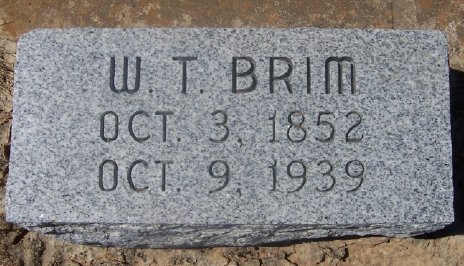 W. T. BRIM
OCT. 3, 1852
OCT. 9, 1939